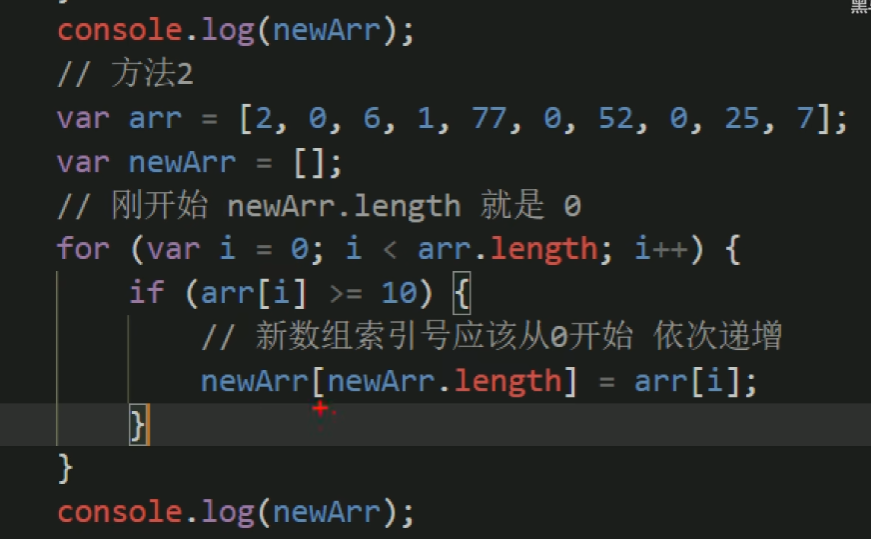 黑
}
console.log(newArr);
// 方法2
var arr = [2, 0, 6, 1, 77, 0, 52, 0, 25, 7];
var newArr = [];
// 刚开始 newArr.length 就是 0
for (var i = 0; i < arr.length; i++) {
if (arr[i] >= 10) {
// 新数组索引号应该从0开始 依次递增
newArr[newArr.length] = arr[i];
}
}
console.log(newArr);